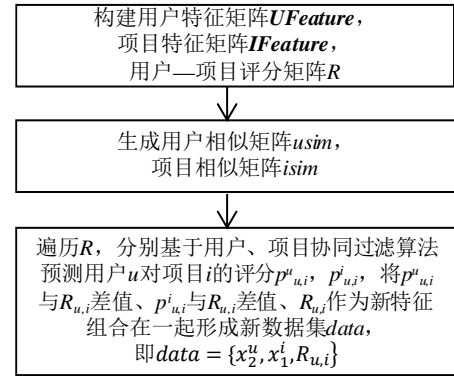 构建用户特征矩阵UFeature，
项目特征矩阵IFeature，
用户—项目评分矩阵R
生成用户相似矩阵usim，
项目相似矩阵isim
遍历R，分别基于用户、项目协同过滤算法
预测用户u对项目i的评分pᵘu,i，pⁱu,i，将pᵘu,i
与Ru,i差值、pⁱu,i与Ru,i差值、Ru,i作为新特征
组合在一起形成新数据集data，
即data = {x₂ᵘ, x₁ⁱ, Ru,i}